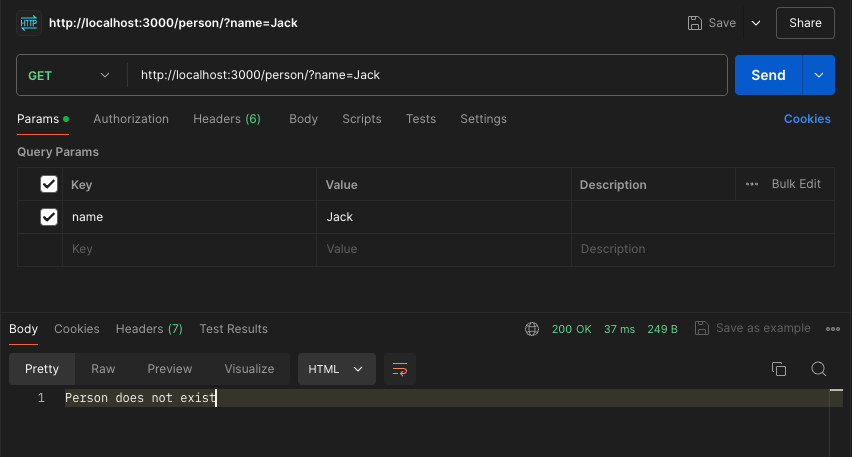 HTTP http://localhost:3000/person/?name=Jack Save Share
GET http://localhost:3000/person/?name=Jack Send
Params Authorization Headers (6) Body Scripts Tests Settings Cookies
Query Params
Key Value Description ••• Bulk Edit
name Jack
Key Value Description
Body Cookies Headers (7) Test Results 200 OK 37 ms 249 B Save as example •••
Pretty Raw Preview Visualize HTML
1 Person does not exist